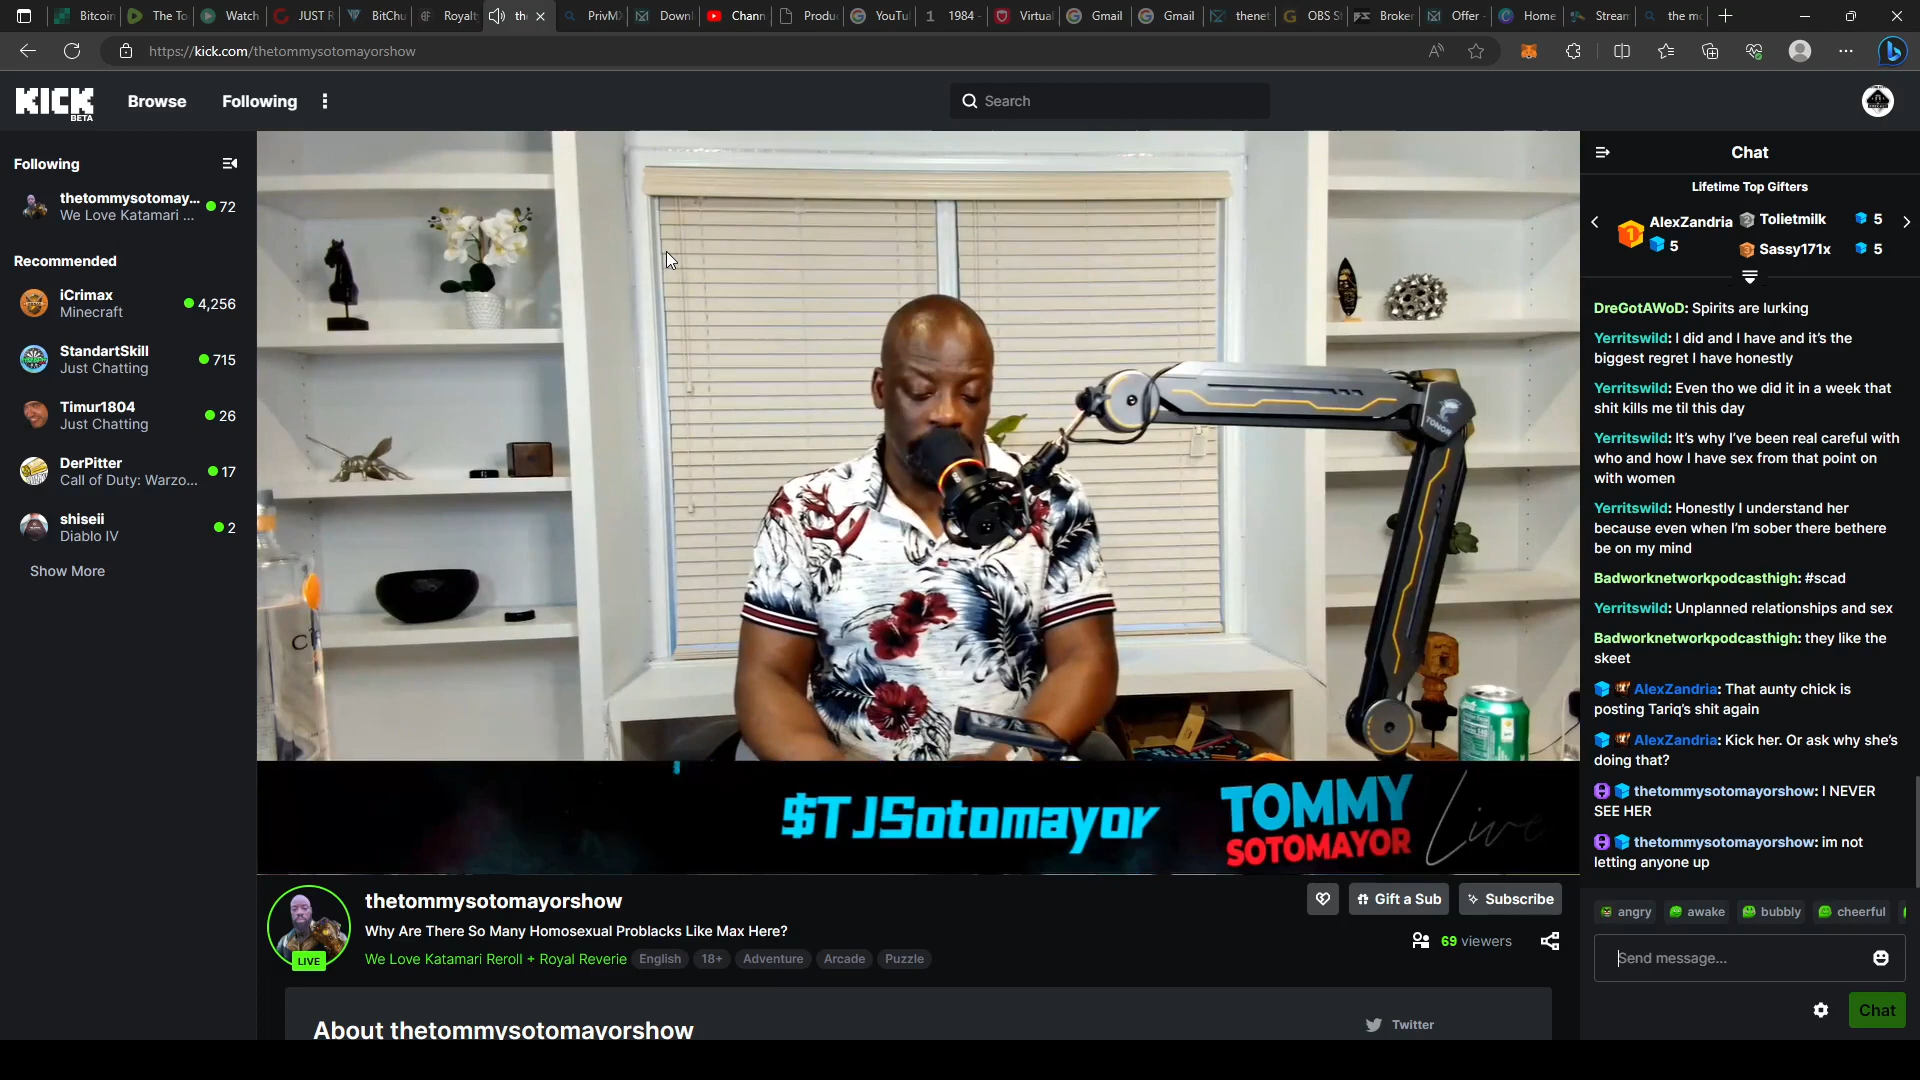 Bitcoin
The To
Watch
JUST R
BitChu
Royalt
th
PrivMX
Downl
Chann
Produ
YouTu
1984 -
Virtual
Gmail
Gmail
thenet
OBS St
Broker
Offer -
Home
Stream
the mo
https://kick.com/thetommysotomayorshow
KICK
BETA
Browse
Following
Search
Following
thetommysotomay...
We Love Katamari ...
72
Recommended
iCrimax
Minecraft
4,256
StandartSkill
Just Chatting
715
Timur1804
Just Chatting
26
DerPitter
Call of Duty: Warzo...
17
shiseii
Diablo IV
2
Show More
TONOR
$TJSotomayor
TOMMY
SOTOMAYOR
Live
LIVE
thetommysotomayorshow
Why Are There So Many Homosexual Problacks Like Max Here?
We Love Katamari Reroll + Royal Reverie
English
18+
Adventure
Arcade
Puzzle
Gift a Sub
Subscribe
69 viewers
About thetommysotomayorshow
Twitter
Chat
Lifetime Top Gifters
1
AlexZandria
5
2
Tolietmilk
5
3
Sassy171x
5
DreGotAWoD: Spirits are lurking
Yerritswild: I did and I have and it's the
biggest regret I have honestly
Yerritswild: Even tho we did it in a week that
shit kills me til this day
Yerritswild: It's why I've been real careful with
who and how I have sex from that point on
with women
Yerritswild: Honestly I understand her
because even when I'm sober there bethere
be on my mind
Badworknetworkpodcasthigh: #scad
Yerritswild: Unplanned relationships and sex
Badworknetworkpodcasthigh: they like the
skeet
AlexZandria: That aunty chick is
posting Tariq's shit again
AlexZandria: Kick her. Or ask why she's
doing that?
thetommysotomayorshow: I NEVER
SEE HER
thetommysotomayorshow: im not
letting anyone up
angry
awake
bubbly
cheerful
Send message...
Chat